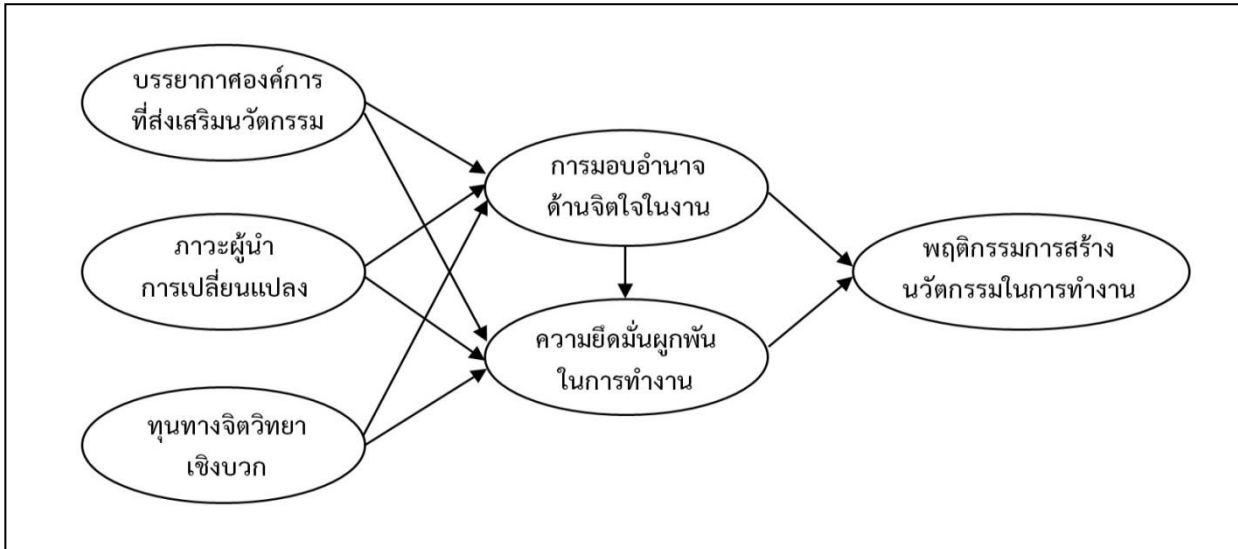 บรรยากาศองค์การ
ที่ส่งเสริมนวัตกรรม
ภาวะผู้นำ
การเปลี่ยนแปลง
ทุนทางจิตวิทยา
เชิงบวก
การมอบอำนาจ
ด้านจิตใจในงาน
ความยึดมั่นผูกพัน
ในการทำงาน
พฤติกรรมการสร้าง
นวัตกรรมในการทำงาน